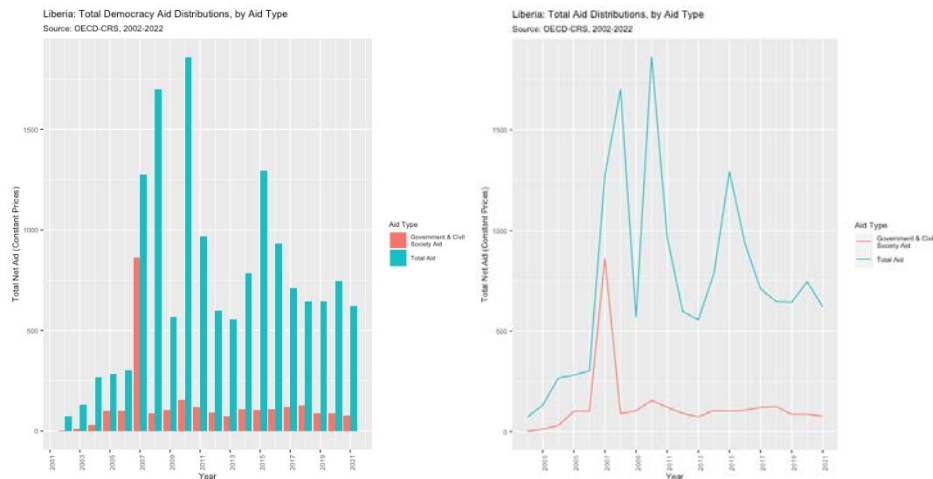 Liberia: Total Democracy Aid Distributions, by Aid Type
Source: OECD-CRS, 2002-2022
Total Net Aid (Constant Prices)
1500
1000
500
0
2001
2003
2005
2007
2009
2011
2013
2015
2017
2019
2021
Year
Aid Type
Government & Civil
Society Aid
Total Aid
Liberia: Total Aid Distributions, by Aid Type
Source: OECD-CRS, 2002-2022
Total Net Aid (Constant Prices)
1500
1000
500
0
2003
2005
2007
2009
2011
2013
2015
2017
2019
2021
Year
Aid Type
Government & Civil
Society Aid
Total Aid